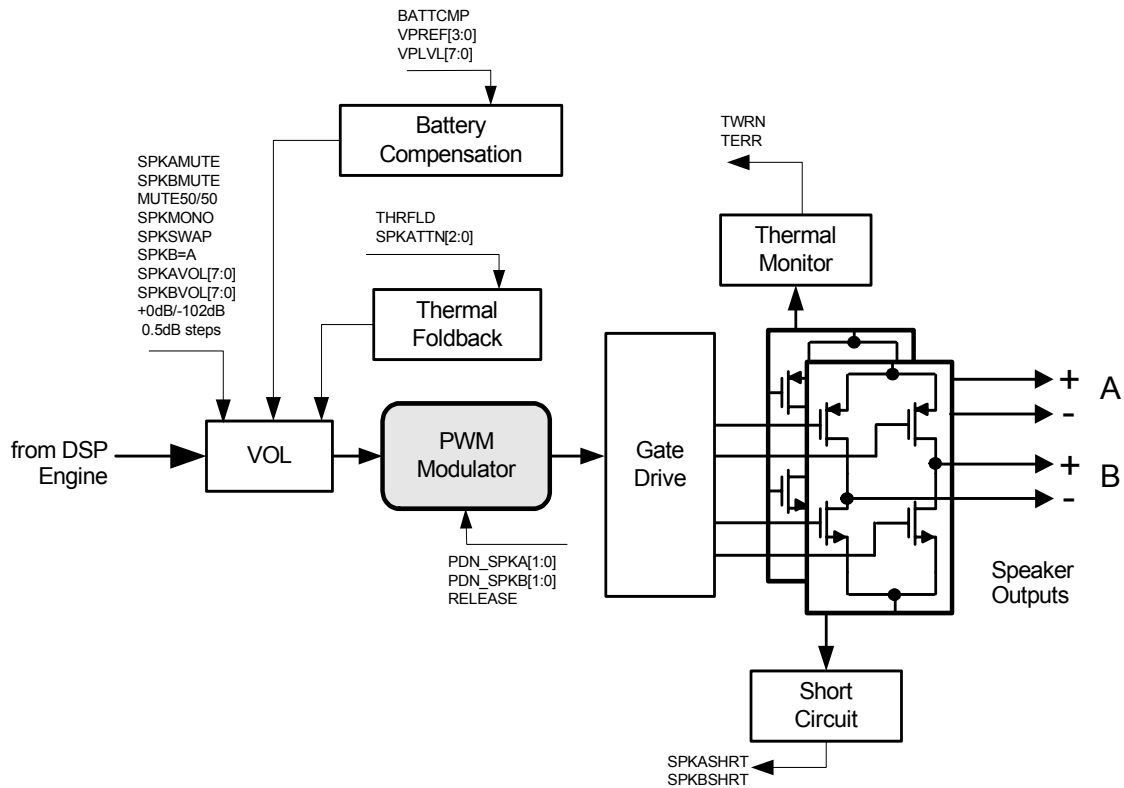 BATTCMP
VPREF[3:0]
VPLVL[7:0]
Battery
Compensation
TWRN
TERR
SPKAMUTE
SPKBMUTE
MUTE50/50
SPKMONO
SPKSWAP
SPKB=A
SPKAVOL[7:0]
SPKBVOL[7:0]
+0dB/-102dB
0.5dB steps
THRFLD
SPKATTN[2:0]
Thermal
Monitor
Thermal
Foldback
from DSP
Engine
VOL
PWM
Modulator
Gate
Drive
+
A
-
+
B
-
PDN_SPKA[1:0]
PDN_SPKB[1:0]
RELEASE
Speaker
Outputs
Short
Circuit
SPKASHRT
SPKBSHRT